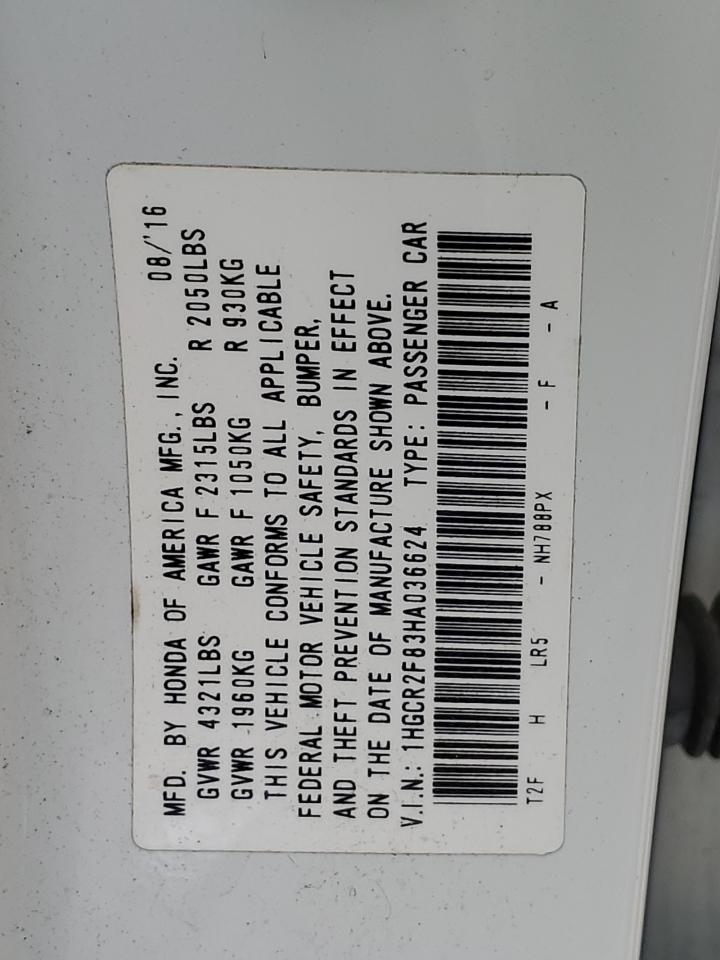 MFD. BY HONDA OF AMERICA MFG., INC. 08/'16
GVWR 4321LBS GAWR F 2315LBS R 2050LBS
GVWR 1960KG GAWR F 1050KG R 930KG
THIS VEHICLE CONFORMS TO ALL APPLICABLE
FEDERAL MOTOR VEHICLE SAFETY, BUMPER,
AND THEFT PREVENTION STANDARDS IN EFFECT
ON THE DATE OF MANUFACTURE SHOWN ABOVE.
V.I.N.: 1HGCR2F83HA036624 TYPE: PASSENGER CAR
T2F H LR5 - NH788PX - F - A